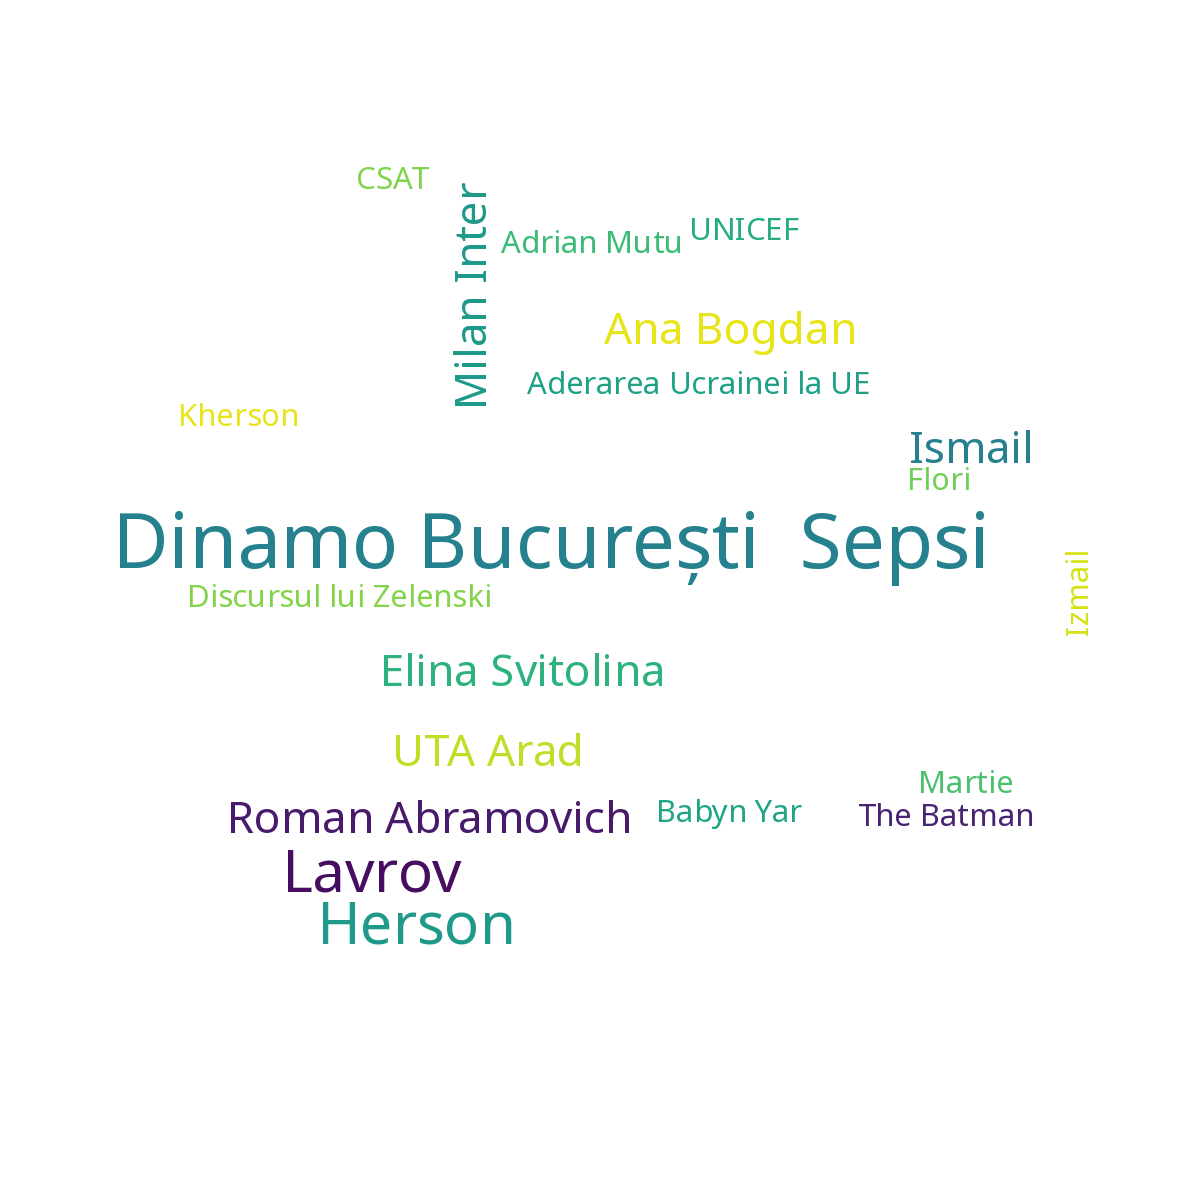 CSAT
Milan Inter
Adrian Mutu
UNICEF
Ana Bogdan
Aderarea Ucrainei la UE
Kherson
Ismail
Flori
Dinamo București  Sepsi
Izmail
Discursul lui Zelenski
Elina Svitolina
UTA Arad
Martie
Roman Abramovich
Babyn Yar
The Batman
Lavrov
Herson